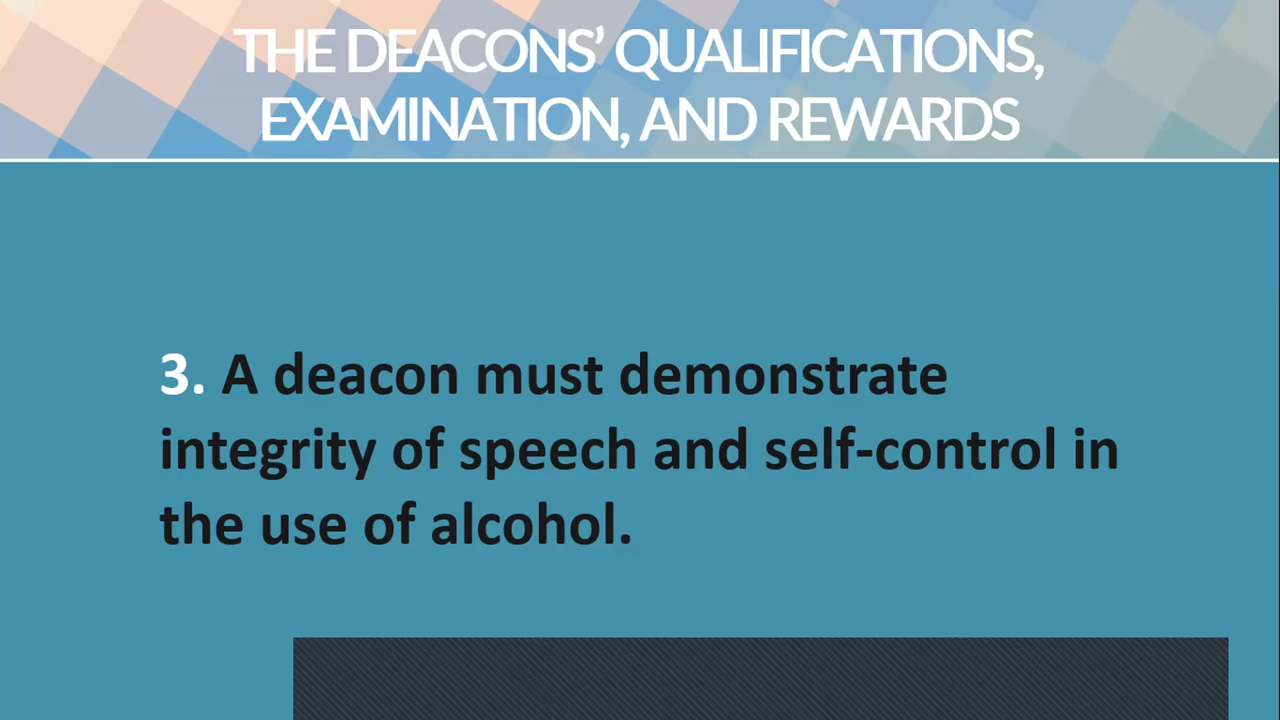 THE DEACONS’ QUALIFICATIONS,
EXAMINATION, AND REWARDS
3. A deacon must demonstrate
integrity of speech and self-control in
the use of alcohol.